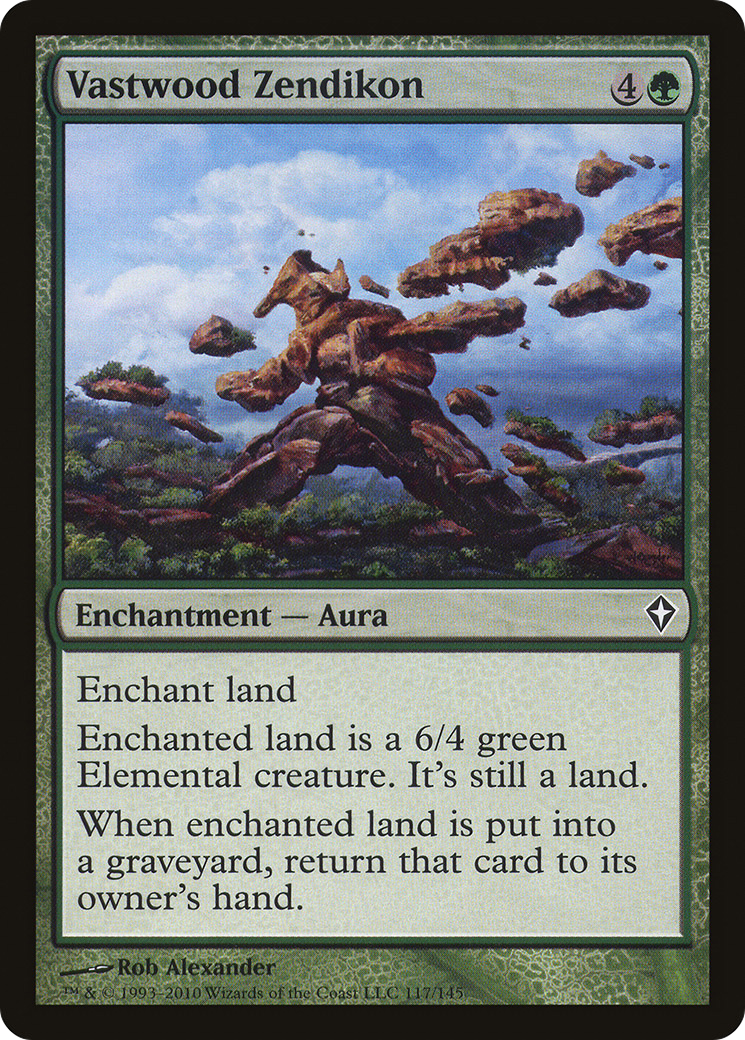 Vastwood Zendikon 4
Enchantment — Aura
Enchant land
Enchanted land is a 6/4 green
Elemental creature. It's still a land.
When enchanted land is put into
a graveyard, return that card to its
owner's hand.
Rob Alexander
™ & © 1993–2010 Wizards of the Coast LLC 117/145